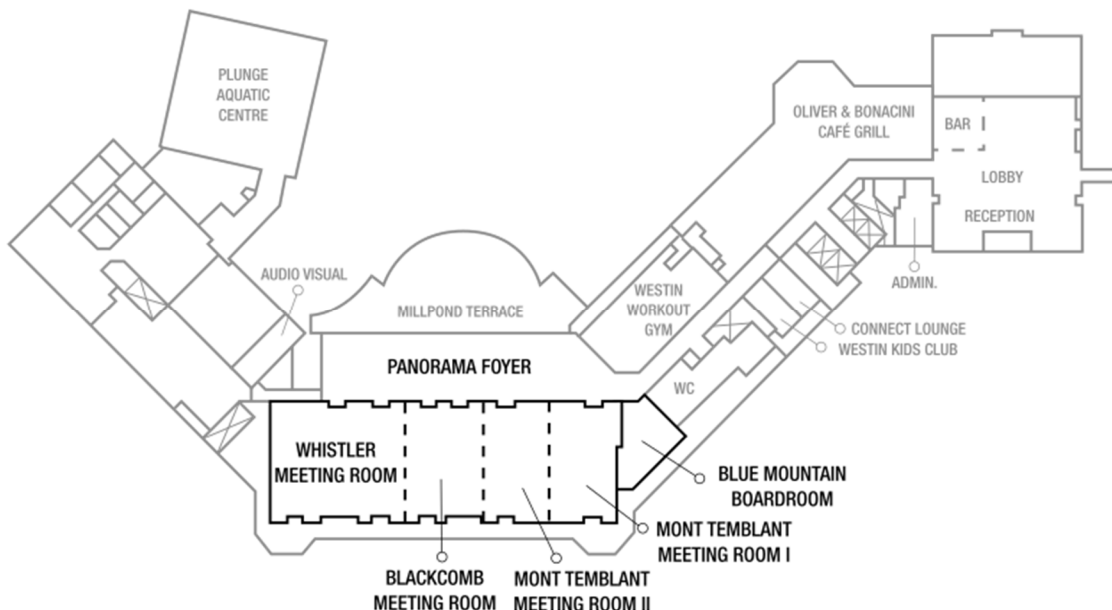 PLUNGE
AQUATIC
CENTRE
OLIVER & BONACINI
CAFÉ GRILL
BAR
LOBBY
RECEPTION
AUDIO VISUAL
MILLPOND TERRACE
WESTIN
WORKOUT
GYM
ADMIN.
CONNECT LOUNGE
WESTIN KIDS CLUB
PANORAMA FOYER
WC
WHISTLER
MEETING ROOM
BLUE MOUNTAIN
BOARDROOM
MONT TEMBLANT
MEETING ROOM I
BLACKCOMB
MEETING ROOM
MONT TEMBLANT
MEETING ROOM II